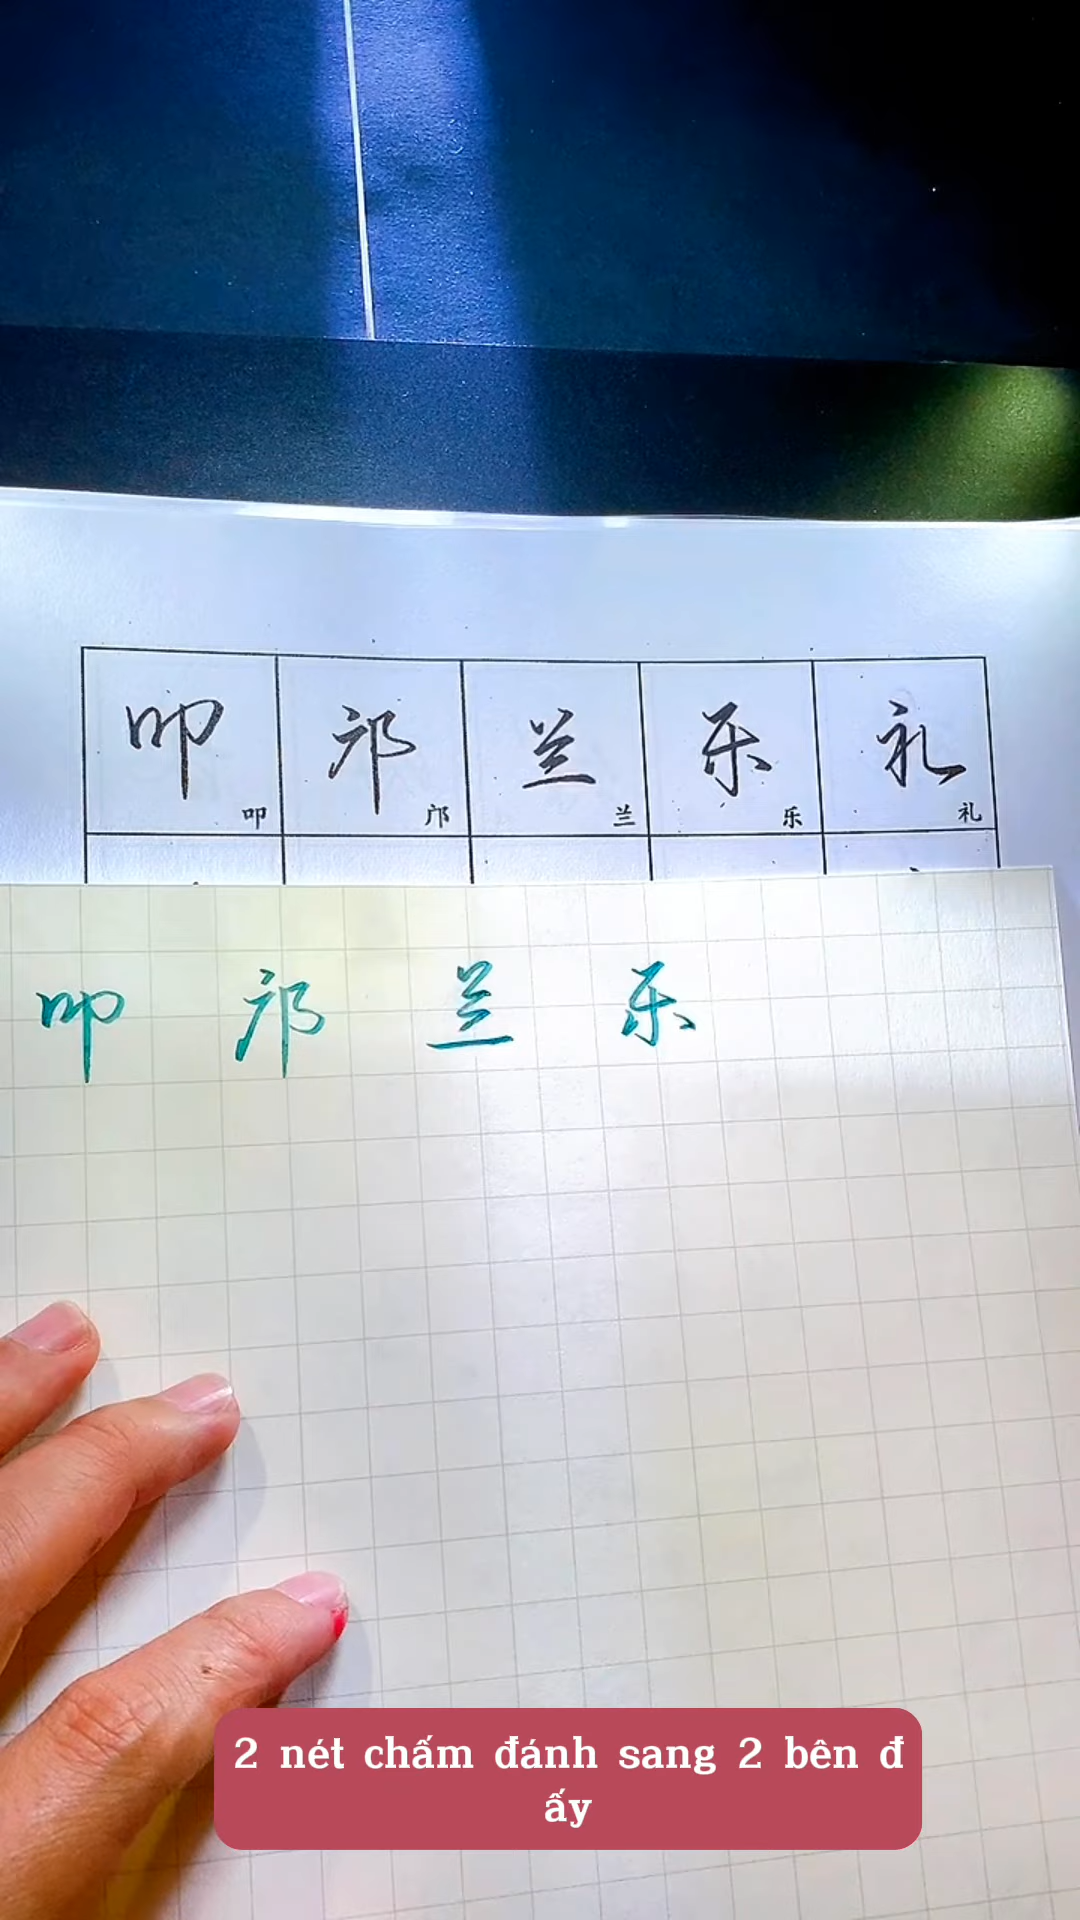 叩 邝 兰 乐 礼
叩 邝 兰 乐 礼
叩 邝 兰 乐
2 nét chấm đánh sang 2 bên đ
ấy